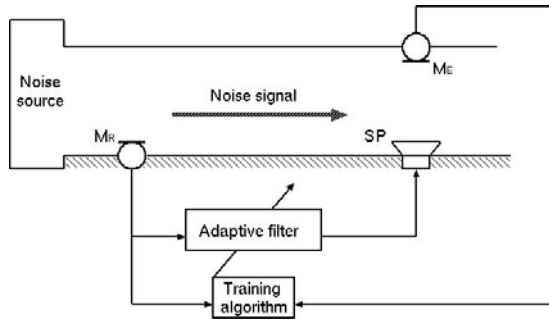 Noise
source
Noise signal
ME
MR
SP
Adaptive filter
Training
algorithm